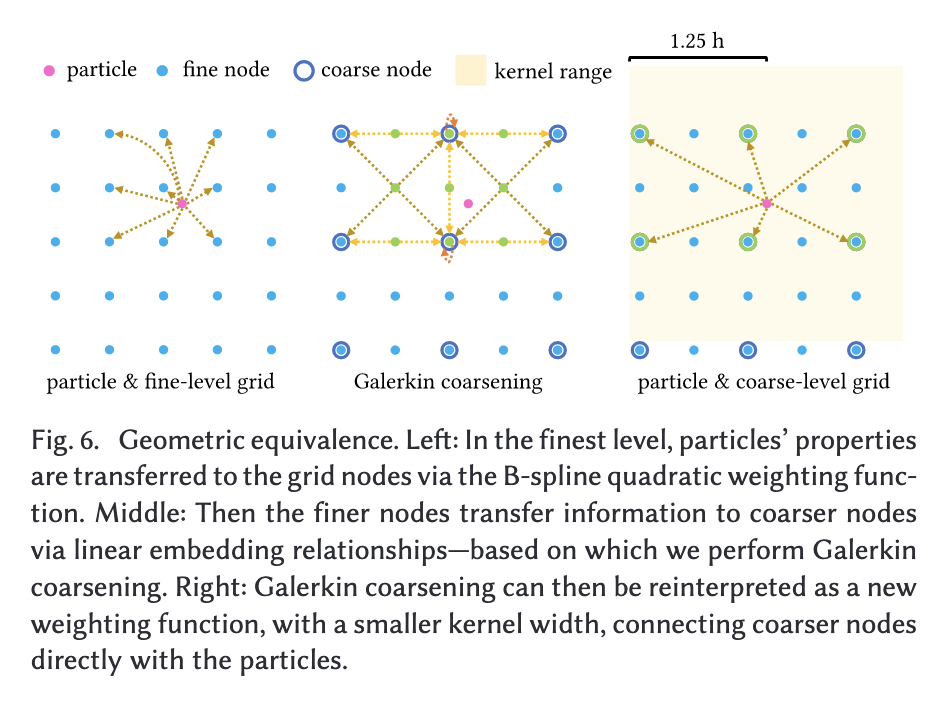 1.25 h
particle fine node coarse node kernel range
particle & fine-level grid Galerkin coarsening particle & coarse-level grid
Fig. 6. Geometric equivalence. Left: In the finest level, particles’ properties
are transferred to the grid nodes via the B-spline quadratic weighting func-
tion. Middle: Then the finer nodes transfer information to coarser nodes
via linear embedding relationships—based on which we perform Galerkin
coarsening. Right: Galerkin coarsening can then be reinterpreted as a new
weighting function, with a smaller kernel width, connecting coarser nodes
directly with the particles.